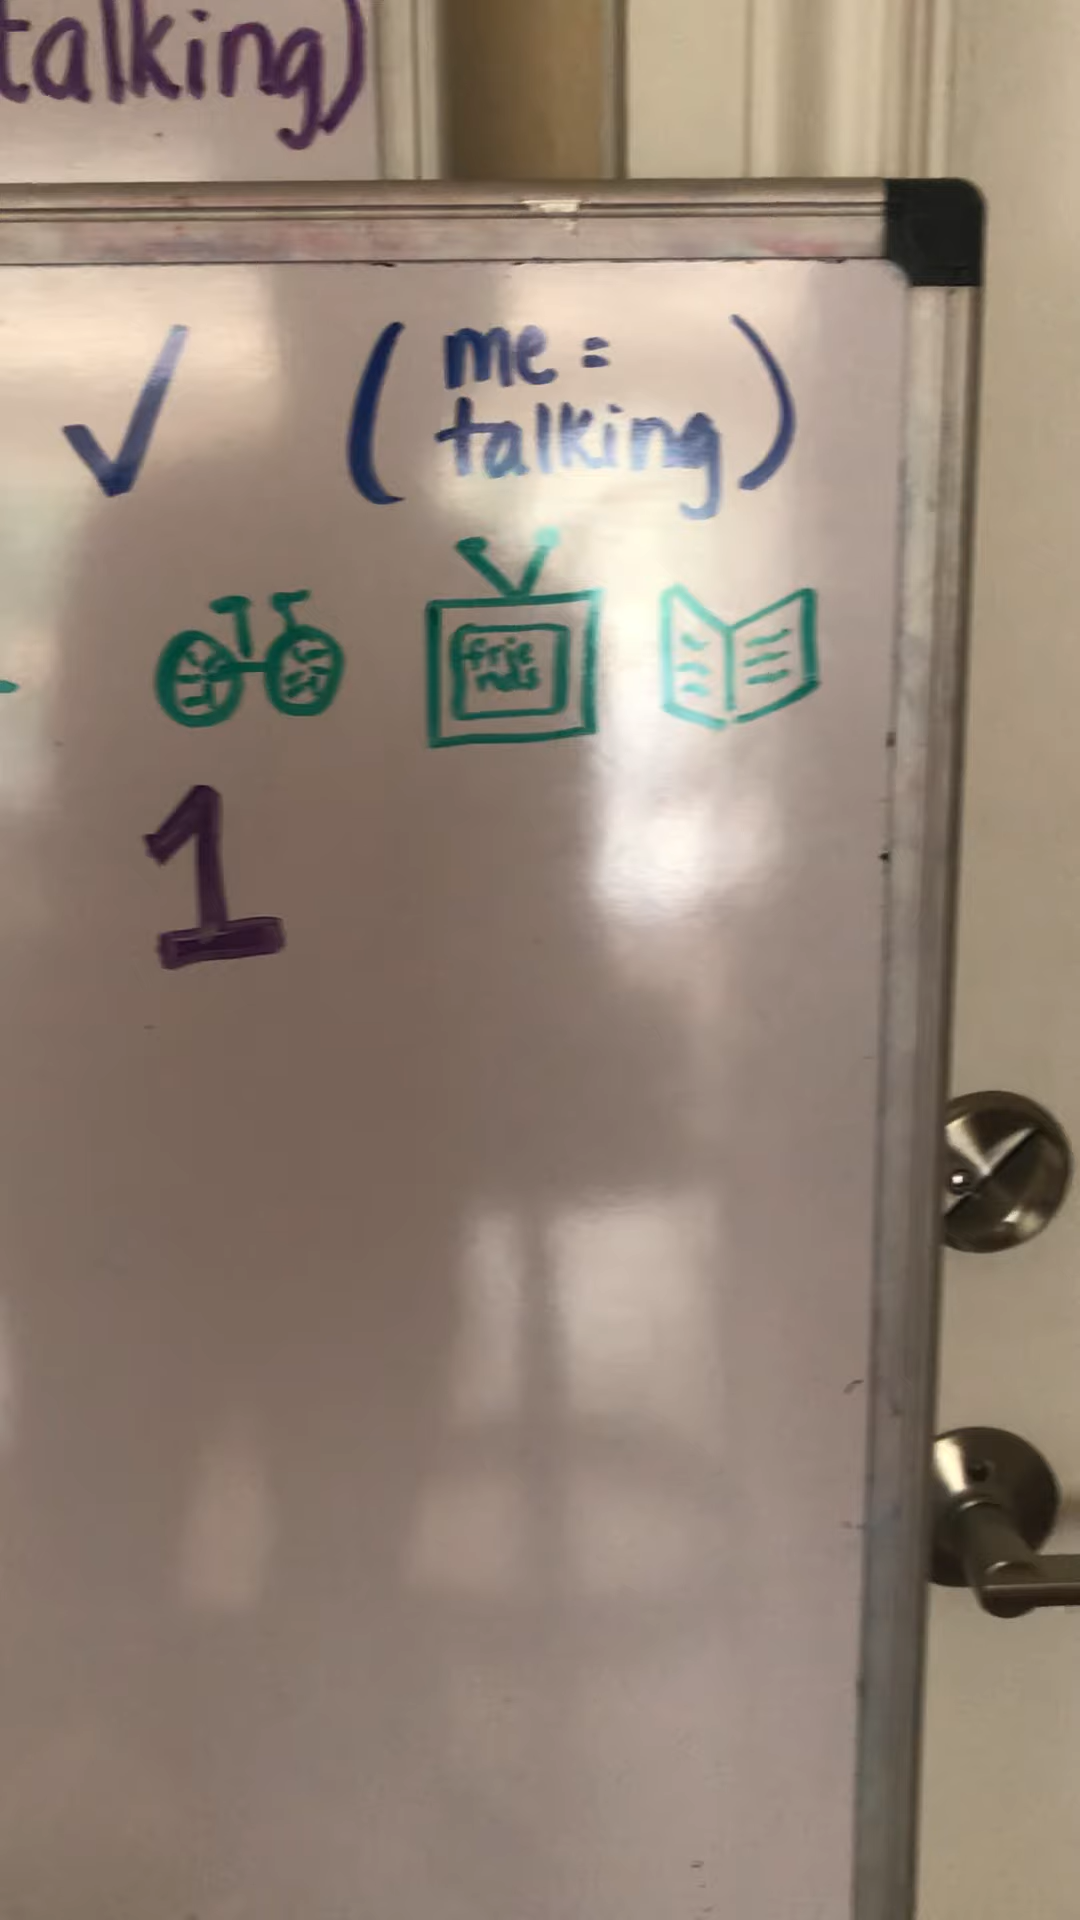 talking)
✓ ( me =
talking )
frie
nds
1